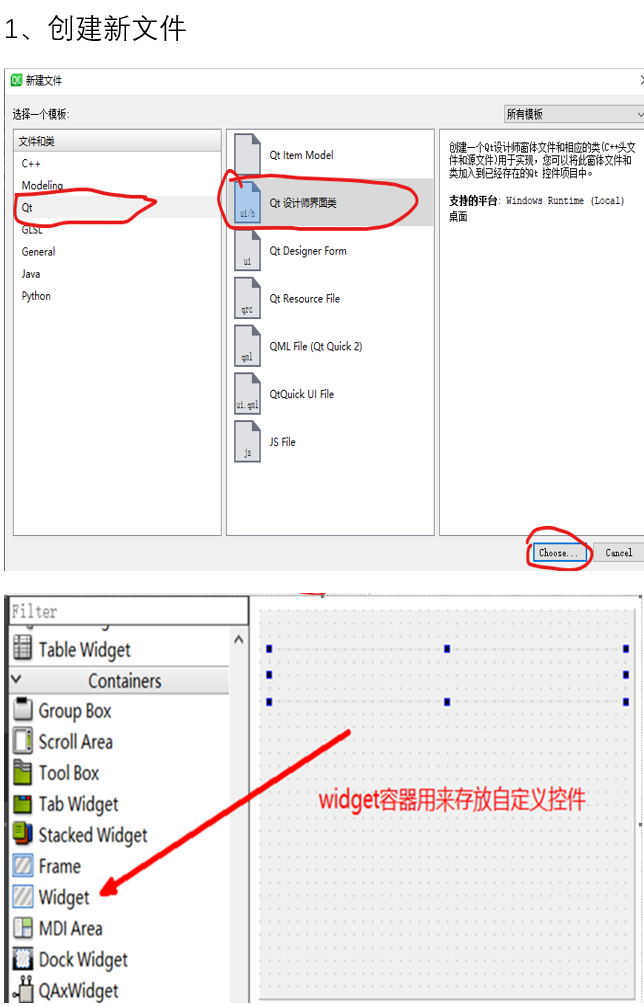 1、创建新文件
新建文件
选择一个模板:
所有模板
文件和类
C++
Modeling
Qt
GLSL
General
Java
Python
Qt Item Model
ui/h
Qt 设计师界面类
ui
Qt Designer Form
qrc
Qt Resource File
qml
QML File (Qt Quick 2)
ui.qml
QtQuick UI File
js
JS File
创建一个Qt设计师窗体文件和相应的类(C++头文
件和源文件)用于实现，您可以将此窗体文件和
类加入到已经存在的Qt 控件项目中。
支持的平台: Windows Runtime (Local)
桌面
Choose...
Cancel
Filter
Table Widget
Containers
Group Box
Scroll Area
Tool Box
Tab Widget
Stacked Widget
Frame
Widget
MDI Area
Dock Widget
QAxWidget
widget容器用来存放自定义控件